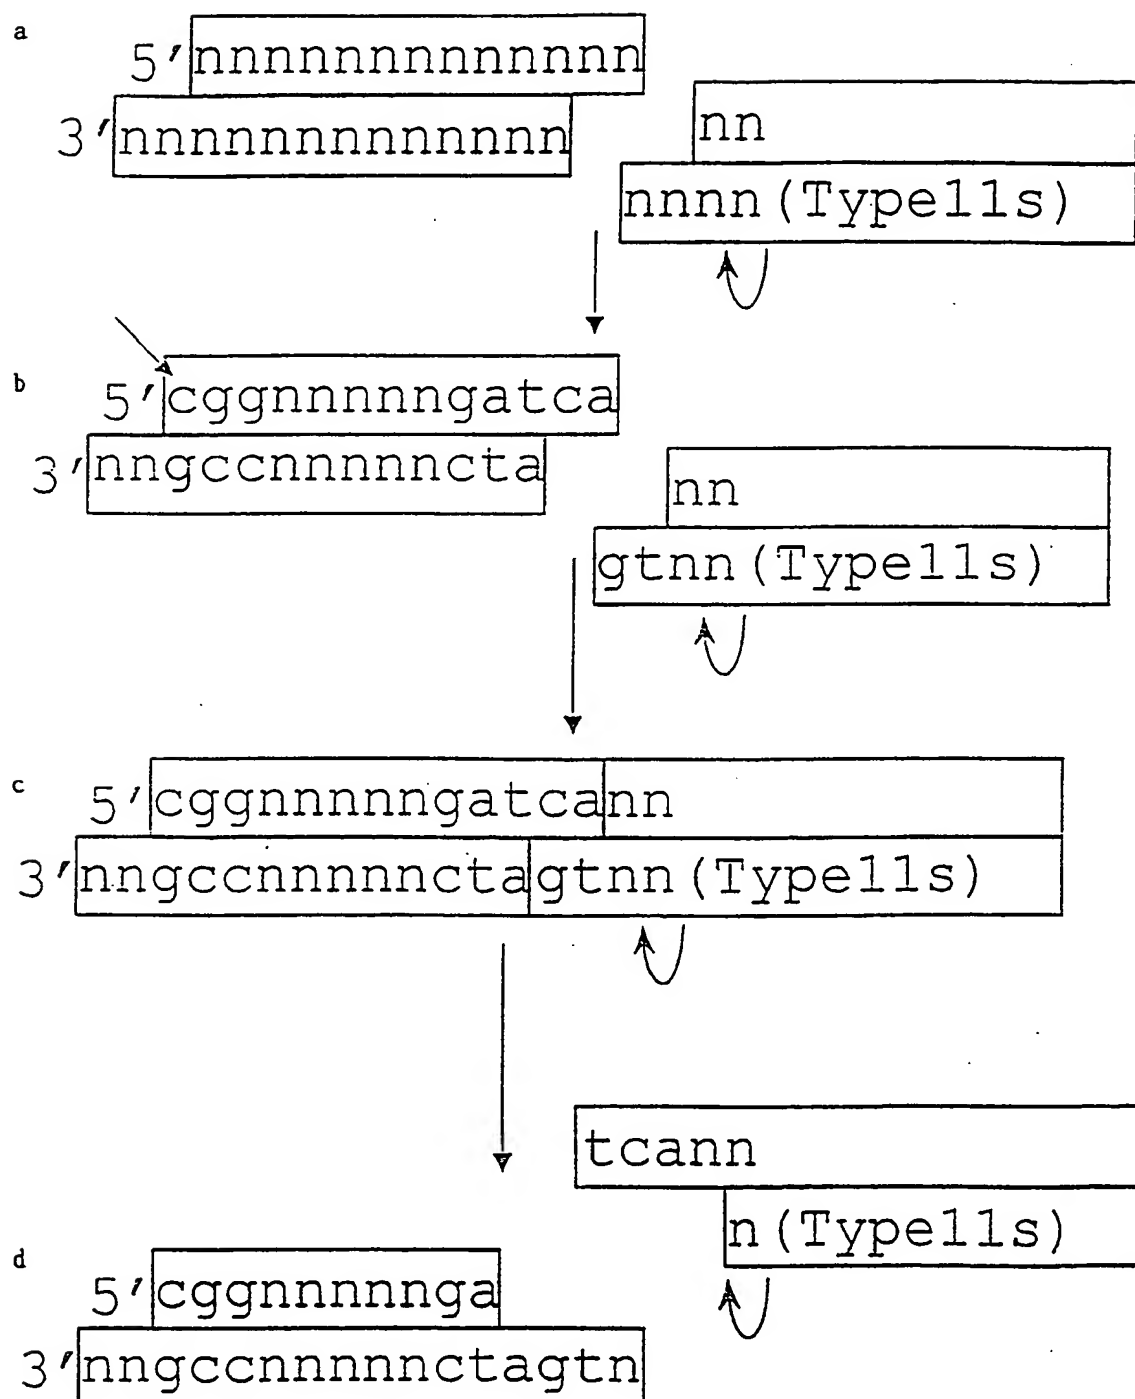 a
5'nnnnnnnnnnnnn
3'nnnnnnnnnnnnn
nn
nnnn(Type11s)
b
5'cggnnnnngatca
3'nngccnnnnncta
nn
gtnn(Type11s)
c
5'cggnnnnngatcann
3'nngccnnnnnctagtnn(Type11s)
tcann
n(Type11s)
d
5'cggnnnnnga
3'nngccnnnnnctagtn